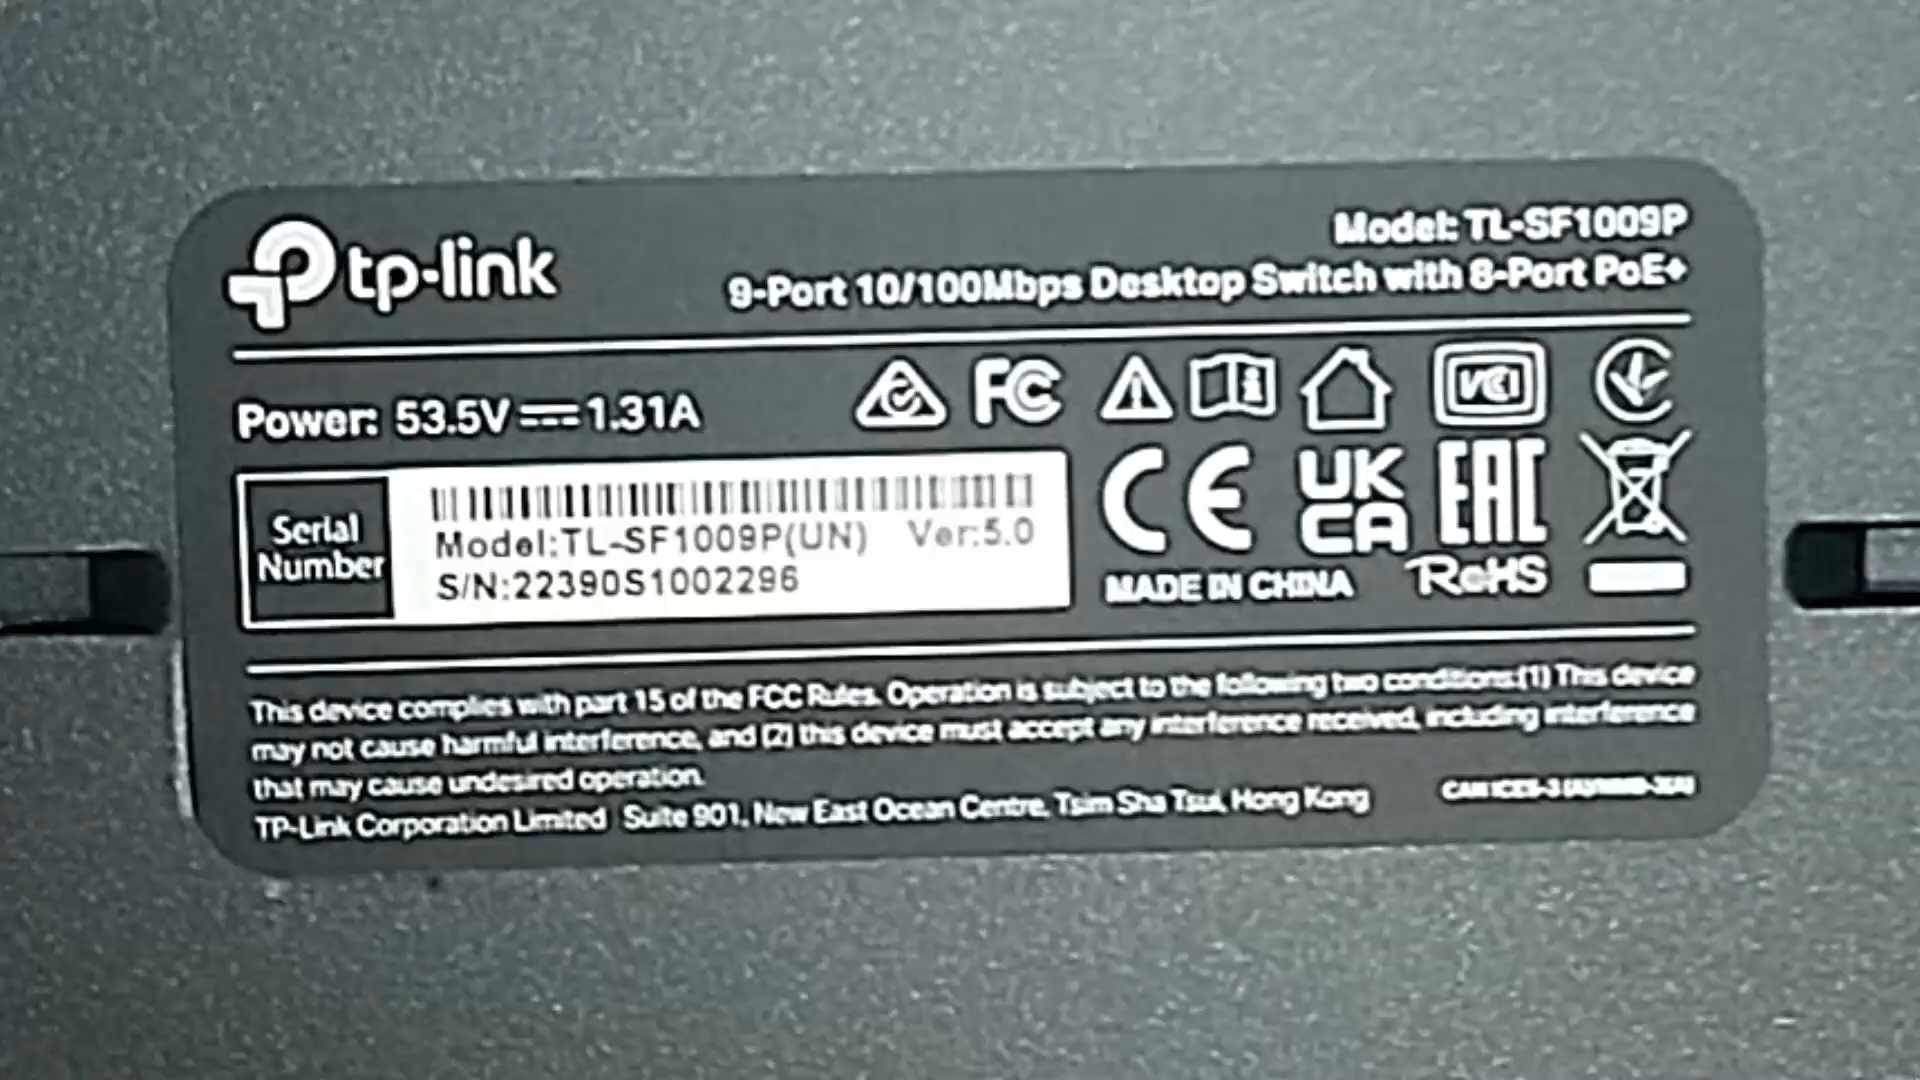 tp-link
Model: TL-SF1009P
9-Port 10/100Mbps Desktop Switch with 8-Port PoE+
Power: 53.5V⎓1.31A
FC
i
VCCI
CE
UK
CA
EAC
Serial
Number
Model:TL-SF1009P(UN) Ver:5.0
S/N:22390S1002296
MADE IN CHINA
RoHS
This device complies with part 15 of the FCC Rules. Operation is subject to the following two conditions:(1) This device
may not cause harmful interference, and (2) this device must accept any interference received, including interference
that may cause undesired operation.
TP-Link Corporation Limited Suite 901, New East Ocean Centre, Tsim Sha Tsui, Hong Kong
CAN ICES-3